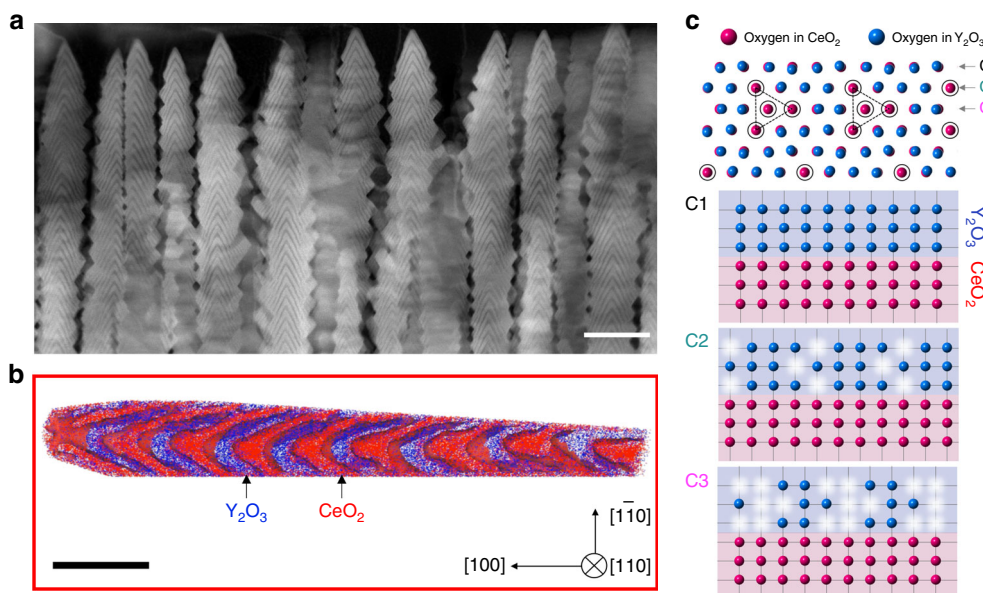 a
b
Y2O3
CeO2
[1̄10]
[100]
[110]
c
Oxygen in CeO2
Oxygen in Y2O3
C
C
C
C1
Y2O3
CeO2
C2
C3